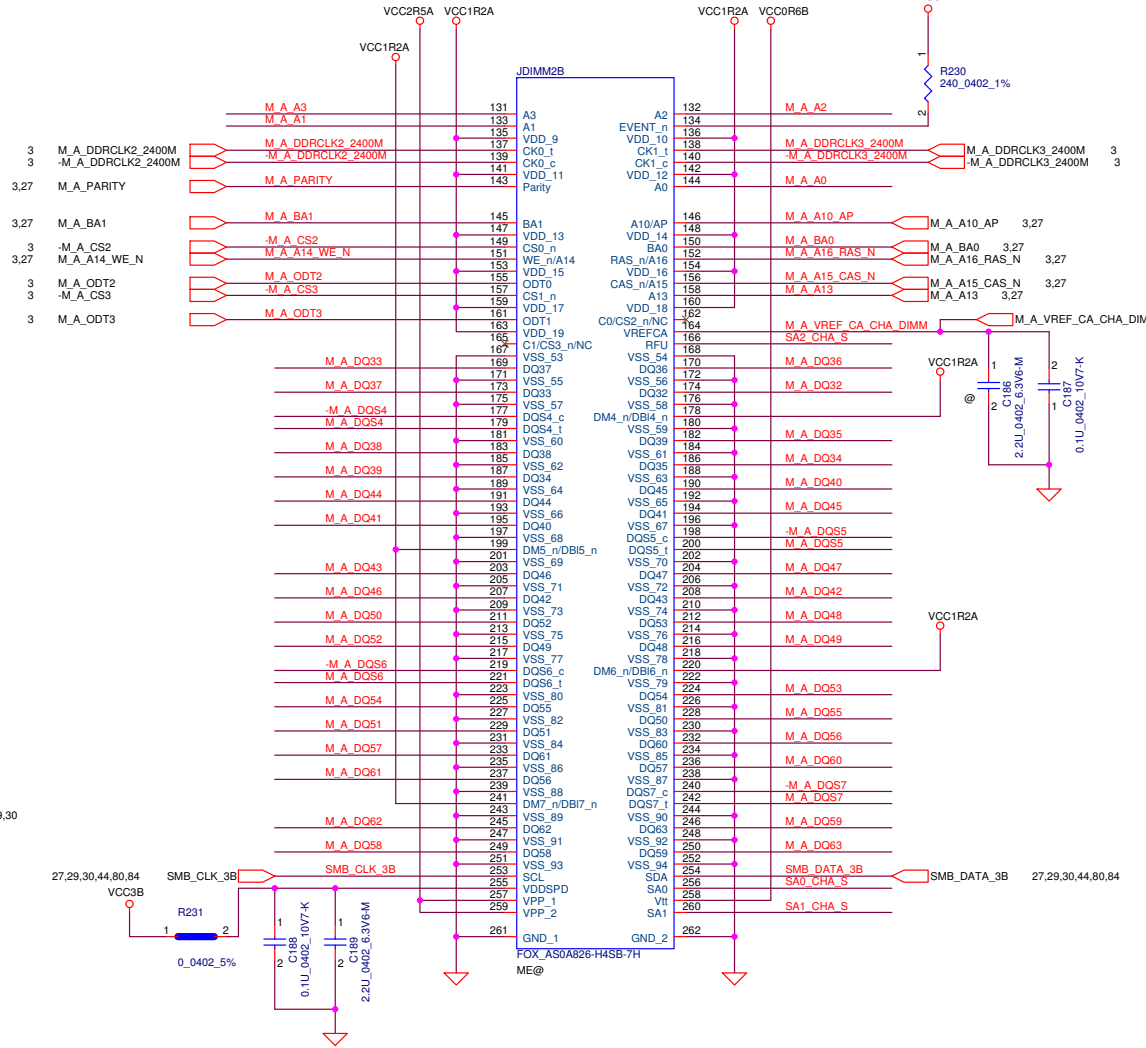 VCC2R5A VCC1R2A VCC1R2A VCC0R6B
VCC1R2A
JDIMM2B
1 R230
240_0402_1%
2
M_A_A3 131 A3 A2 132 M_A_A2
M_A_A1 133 A1 EVENT_n 134
135 VDD_9 VDD_10 136
3 M_A_DDRCLK2_2400M M_A_DDRCLK2_2400M 137 CK0_t CK1_t 138 M_A_DDRCLK3_2400M M_A_DDRCLK3_2400M 3
3 -M_A_DDRCLK2_2400M -M_A_DDRCLK2_2400M 139 CK0_c CK1_c 140 -M_A_DDRCLK3_2400M -M_A_DDRCLK3_2400M 3
141 VDD_11 VDD_12 142
3,27 M_A_PARITY M_A_PARITY 143 Parity A0 144 M_A_A0
3,27 M_A_BA1 M_A_BA1 145 BA1 A10/AP 146 M_A_A10_AP M_A_A10_AP 3,27
147 VDD_13 VDD_14 148
3 -M_A_CS2 -M_A_CS2 149 CS0_n BA0 150 M_A_BA0 M_A_BA0 3,27
3,27 M_A_A14_WE_N M_A_A14_WE_N 151 WE_n/A14 RAS_n/A16 152 M_A_A16_RAS_N M_A_A16_RAS_N 3,27
153 VDD_15 VDD_16 154
3 M_A_ODT2 M_A_ODT2 155 ODT0 CAS_n/A15 156 M_A_A15_CAS_N M_A_A15_CAS_N 3,27
3 -M_A_CS3 -M_A_CS3 157 CS1_n A13 158 M_A_A13 M_A_A13 3,27
159 VDD_17 VDD_18 160
3 M_A_ODT3 M_A_ODT3 161 ODT1 C0/CS2_n/NC 162 M_A_VREF_CA_CHA_DIM
163 VDD_19 VREFCA 164 M_A_VREF_CA_CHA_DIMM
165 C1/CS3_n/NC RFU 166 SA2_CHA_S
167 VSS_53 VSS_54 168
M_A_DQ33 169 DQ37 DQ36 170 M_A_DQ36 VCC1R2A
171 VSS_55 VSS_56 172
M_A_DQ37 173 DQ33 DQ32 174 M_A_DQ32
175 VSS_57 VSS_58 176
-M_A_DQS4 177 DQS4_c DM4_n/DBI4_n 178
M_A_DQS4 179 DQS4_t VSS_59 180
1 @ 2 C186 2.2U_0402_6.3V6-M
2 1 C187 0.1U_0402_10V7-K
181 VSS_60 DQ39 182 M_A_DQ35
M_A_DQ38 183 DQ38 VSS_61 184
185 VSS_62 DQ35 186 M_A_DQ34
M_A_DQ39 187 DQ34 VSS_63 188
189 VSS_64 DQ45 190 M_A_DQ40
M_A_DQ44 191 DQ44 VSS_65 192
193 VSS_66 DQ41 194 M_A_DQ45
M_A_DQ41 195 DQ40 VSS_67 196
197 VSS_68 DQS5_c 198 -M_A_DQS5
199 DM5_n/DBI5_n DQS5_t 200 M_A_DQS5
201 VSS_69 VSS_70 202
M_A_DQ43 203 DQ46 DQ47 204 M_A_DQ47
205 VSS_71 VSS_72 206
M_A_DQ46 207 DQ42 DQ43 208 M_A_DQ42
209 VSS_73 VSS_74 210
M_A_DQ50 211 DQ52 DQ53 212 M_A_DQ48 VCC1R2A
213 VSS_75 VSS_76 214
M_A_DQ52 215 DQ49 DQ48 216 M_A_DQ49
217 VSS_77 VSS_78 218
-M_A_DQS6 219 DQS6_c DM6_n/DBI6_n 220
M_A_DQS6 221 DQS6_t VSS_79 222
223 VSS_80 DQ54 224 M_A_DQ53
M_A_DQ54 225 DQ55 VSS_81 226
227 VSS_82 DQ50 228 M_A_DQ55
M_A_DQ51 229 DQ51 VSS_83 230
231 VSS_84 DQ60 232 M_A_DQ56
M_A_DQ57 233 DQ61 VSS_85 234
235 VSS_86 DQ57 236 M_A_DQ60
M_A_DQ61 237 DQ56 VSS_87 238
239 VSS_88 DQS7_c 240 -M_A_DQS7
241 DM7_n/DBI7_n DQS7_t 242 M_A_DQS7
243 VSS_89 VSS_90 244
,30
M_A_DQ62 245 DQ62 DQ63 246 M_A_DQ59
247 VSS_91 VSS_92 248
M_A_DQ58 249 DQ58 DQ59 250 M_A_DQ63
251 VSS_93 VSS_94 252
27,29,30,44,80,84 SMB_CLK_3B SMB_CLK_3B 253 SCL SDA 254 SMB_DATA_3B SMB_DATA_3B 27,29,30,44,80,84
VCC3B 255 VDDSPD SA0 256 SA0_CHA_S
257 VPP_1 Vtt 258
259 VPP_2 SA1 260 SA1_CHA_S
R231
1 2
0_0402_5%
1 2 C188 0.1U_0402_10V7-K
1 2 C189 2.2U_0402_6.3V6-M
261 GND_1 GND_2 262
FOX_AS0A826-H4SB-7H
ME@